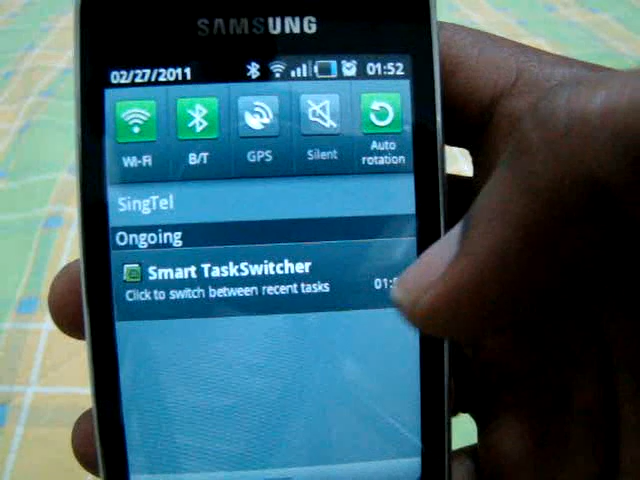 SAMSUNG
02/27/2011 01:52
Wi-Fi B/T GPS Silent Auto rotation
SingTel
Ongoing
Smart TaskSwitcher
Click to switch between recent tasks